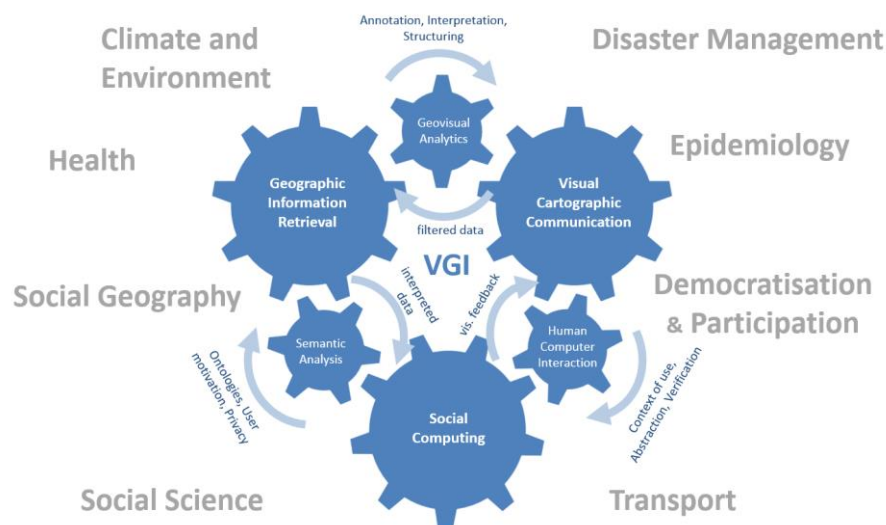 Climate and
Environment
Annotation, Interpretation,
Structuring
Disaster Management
Geovisual
Analytics
Health
Epidemiology
Geographic
Information
Retrieval
Visual
Cartographic
Communication
filtered data
VGI
interpreted
data
vis. feedback
Social Geography
Democratisation
& Participation
Semantic
Analysis
Human
Computer
Interaction
Ontologies, User
motivation, Privacy
Context of use,
Abstraction, Verification
Social
Computing
Social Science
Transport